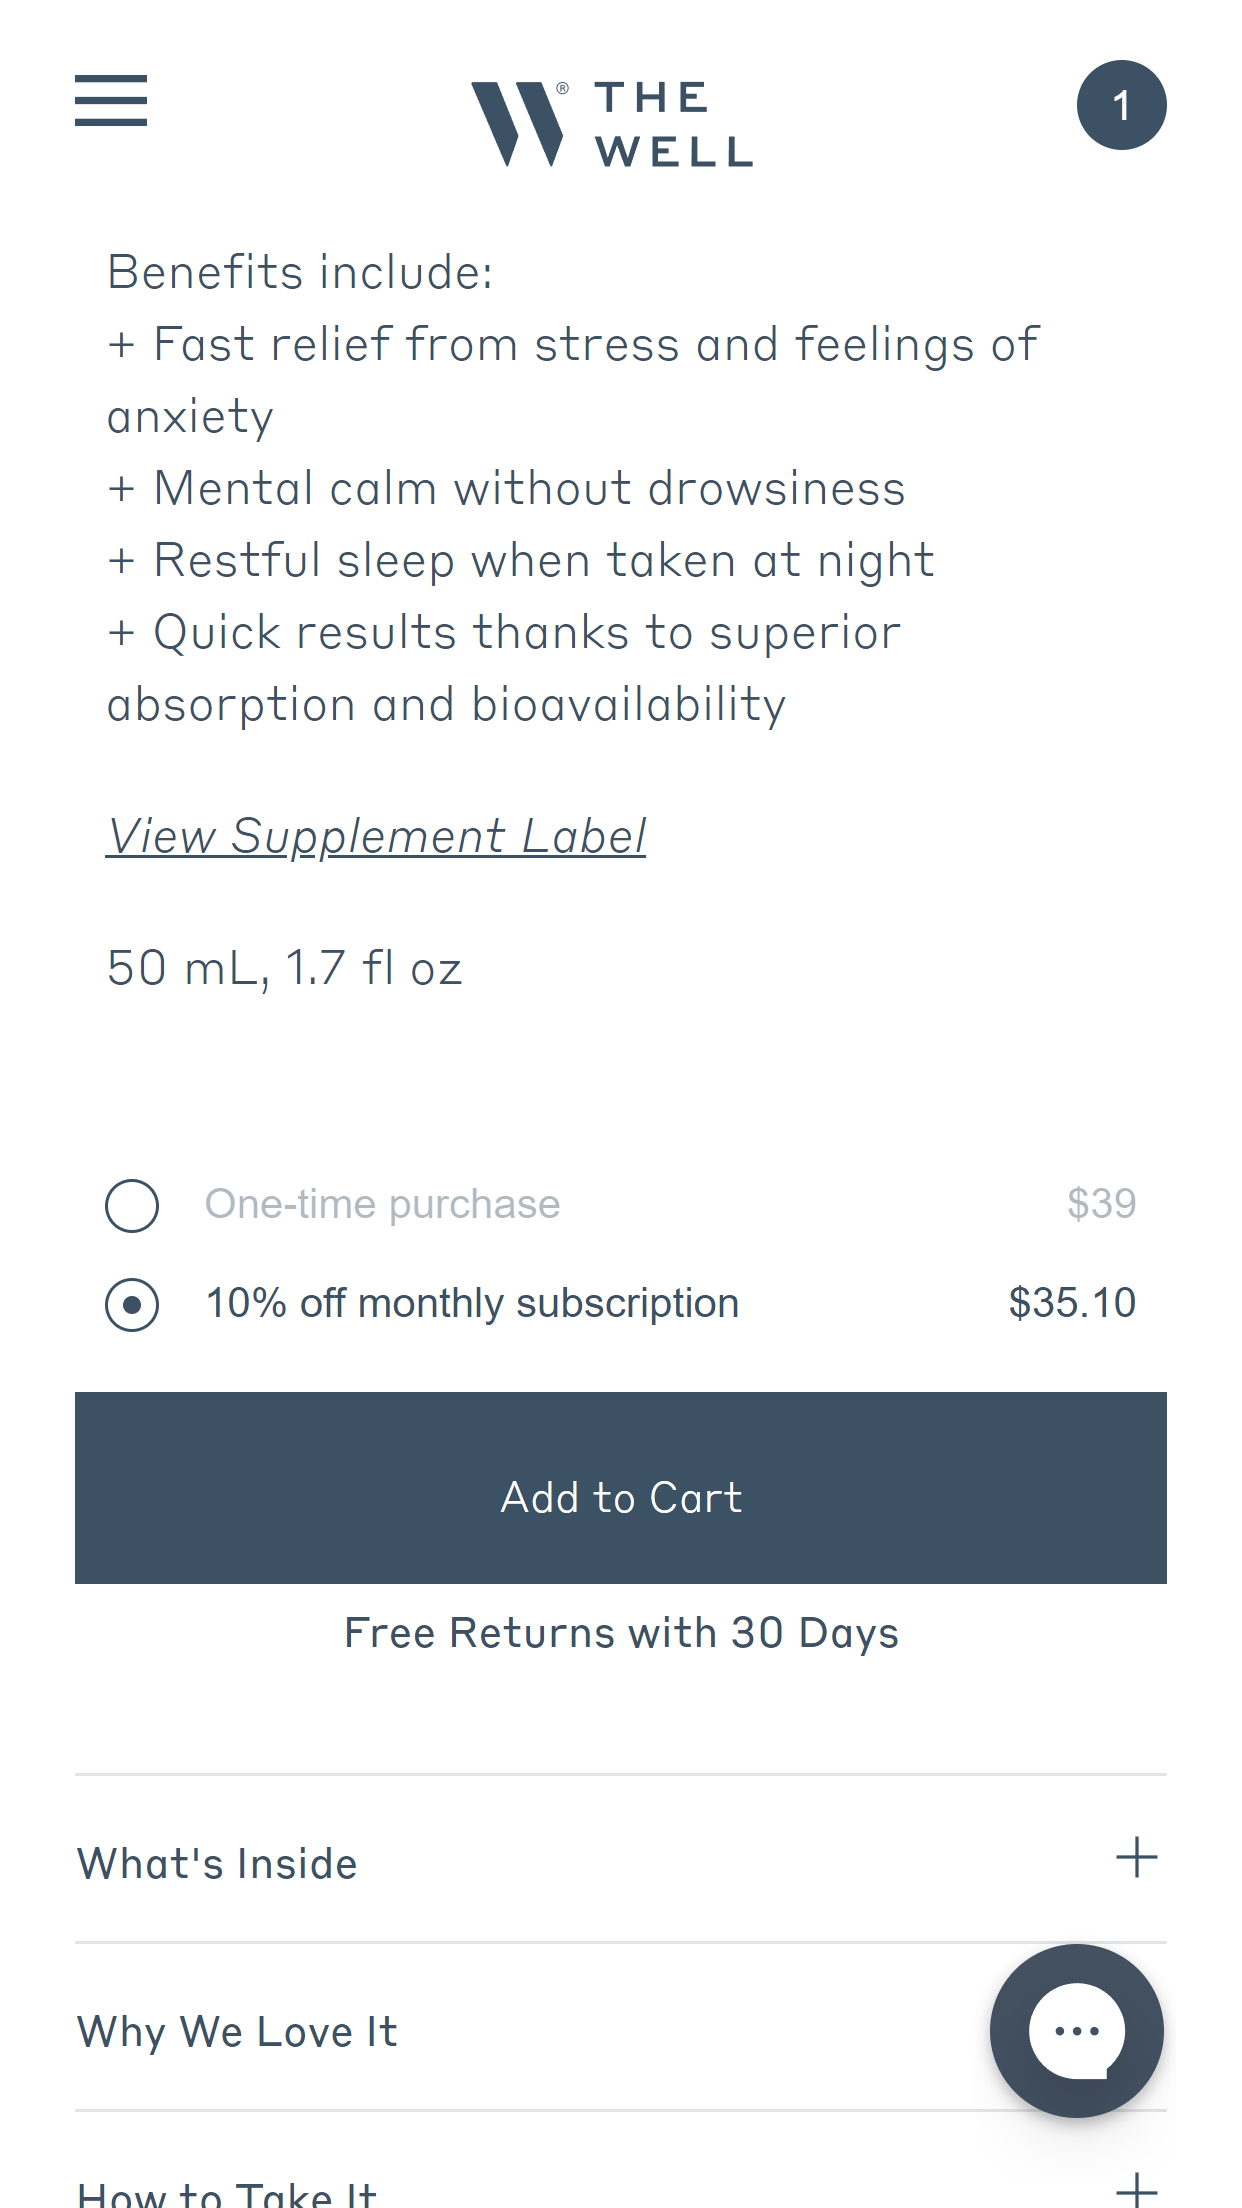 ® THE
WELL
1
Benefits include:
+ Fast relief from stress and feelings of
anxiety
+ Mental calm without drowsiness
+ Restful sleep when taken at night
+ Quick results thanks to superior
absorption and bioavailability
View Supplement Label
50 mL, 1.7 fl oz
One-time purchase $39
10% off monthly subscription $35.10
Add to Cart
Free Returns with 30 Days
What's Inside
Why We Love It
How to Take It